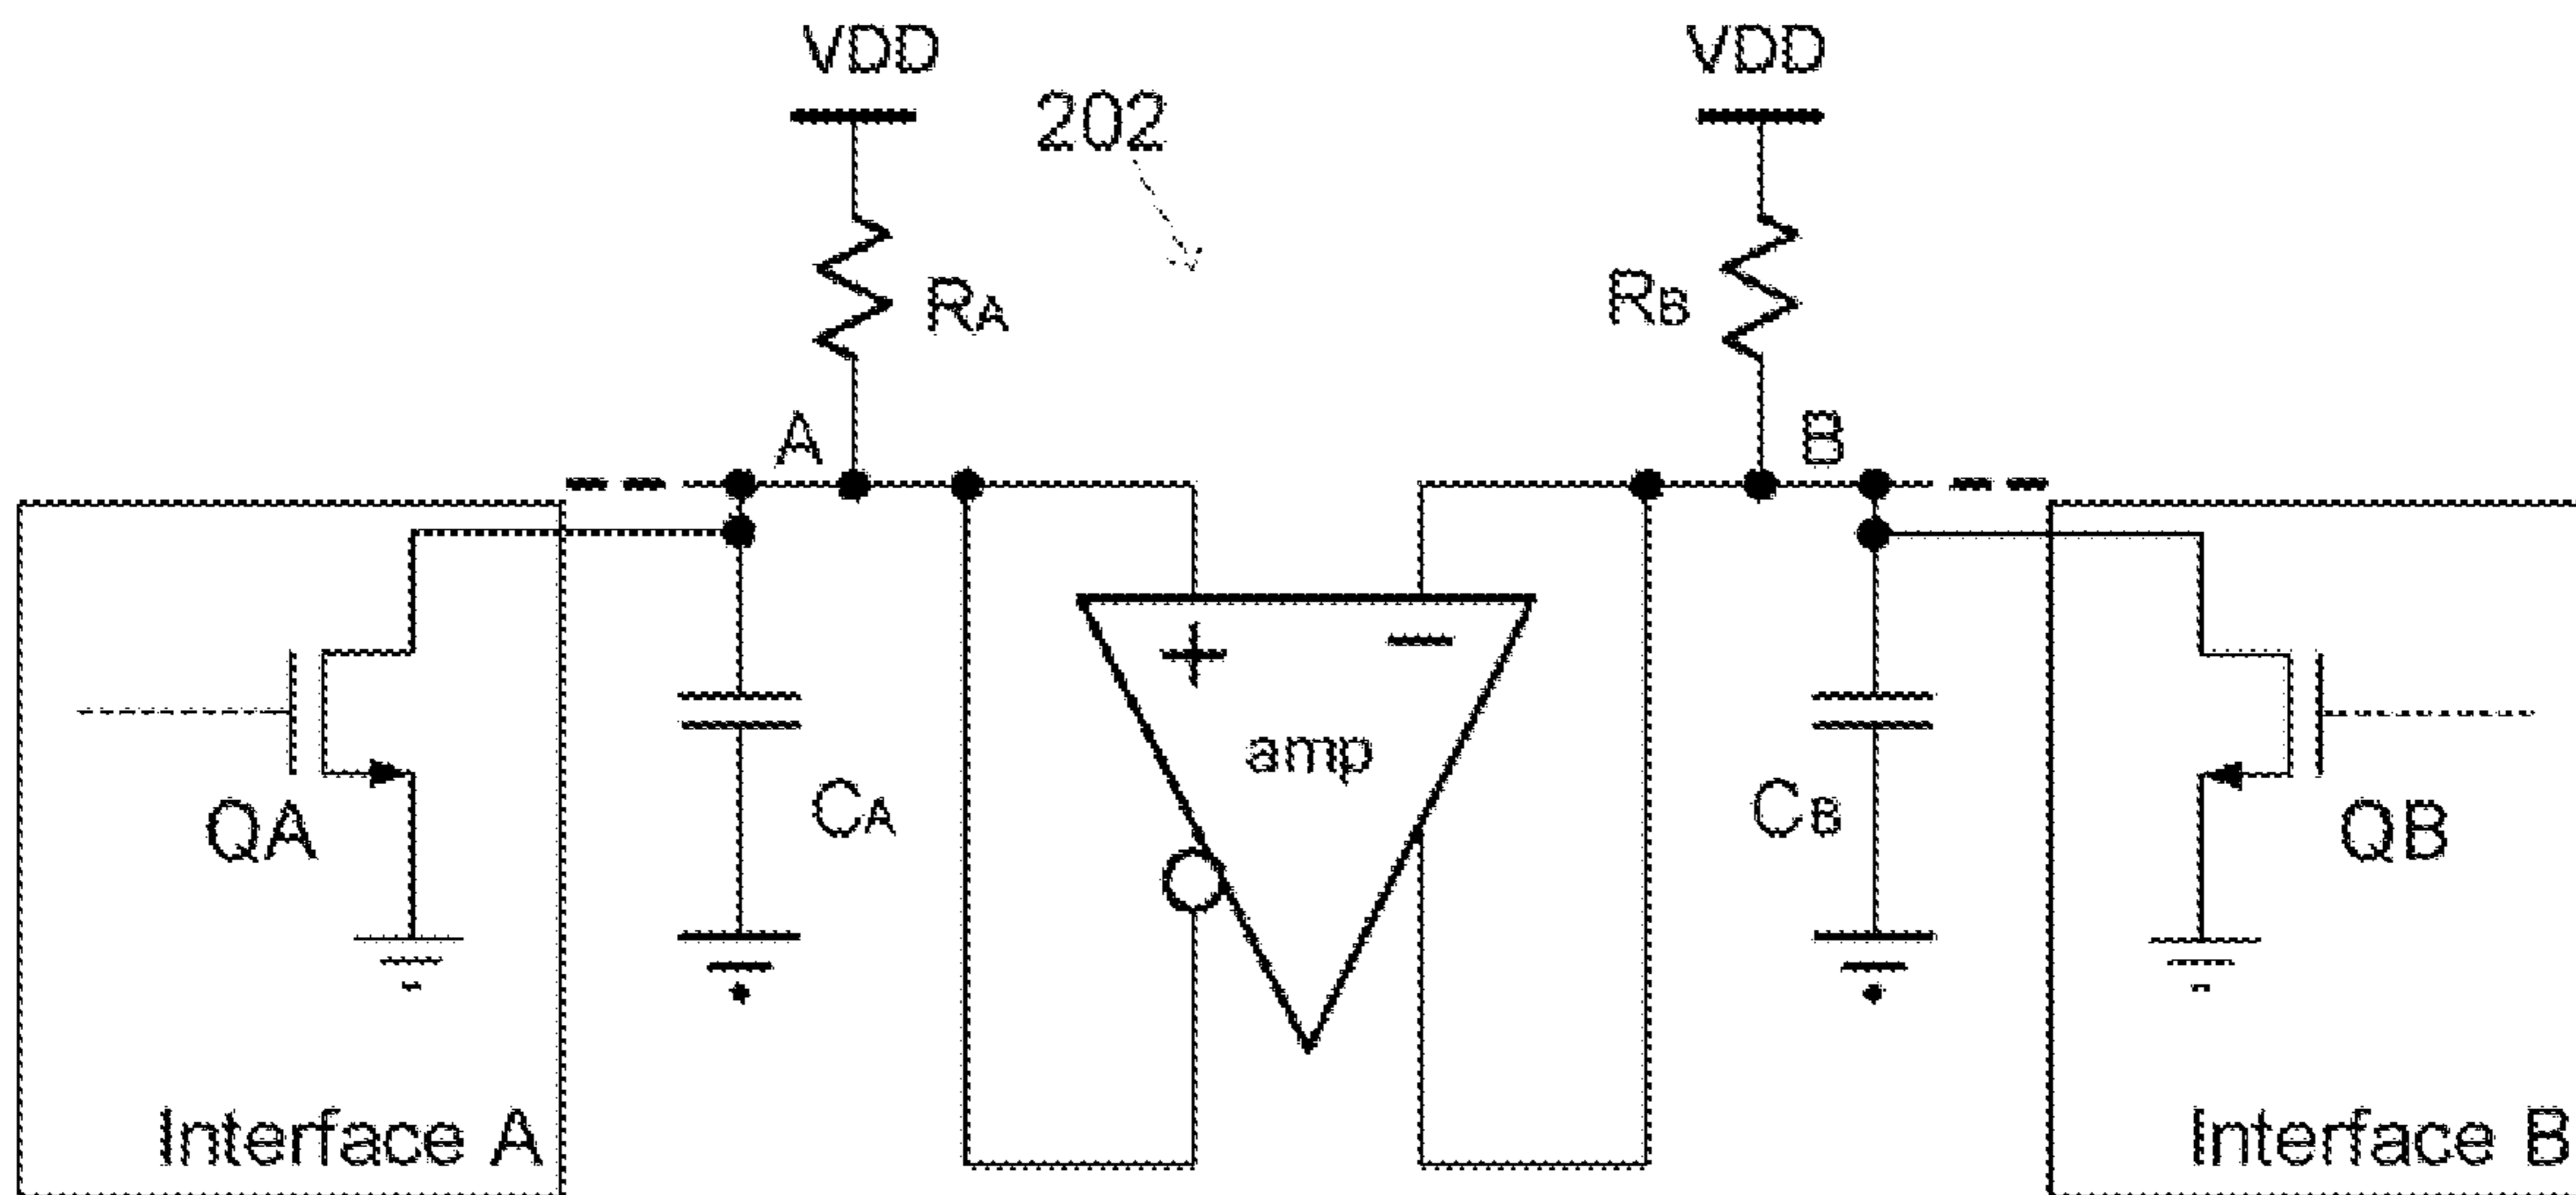 VDD
VDD
202
RA
RB
A
B
+
−
amp
QA
CA
CB
QB
Interface A
Interface B